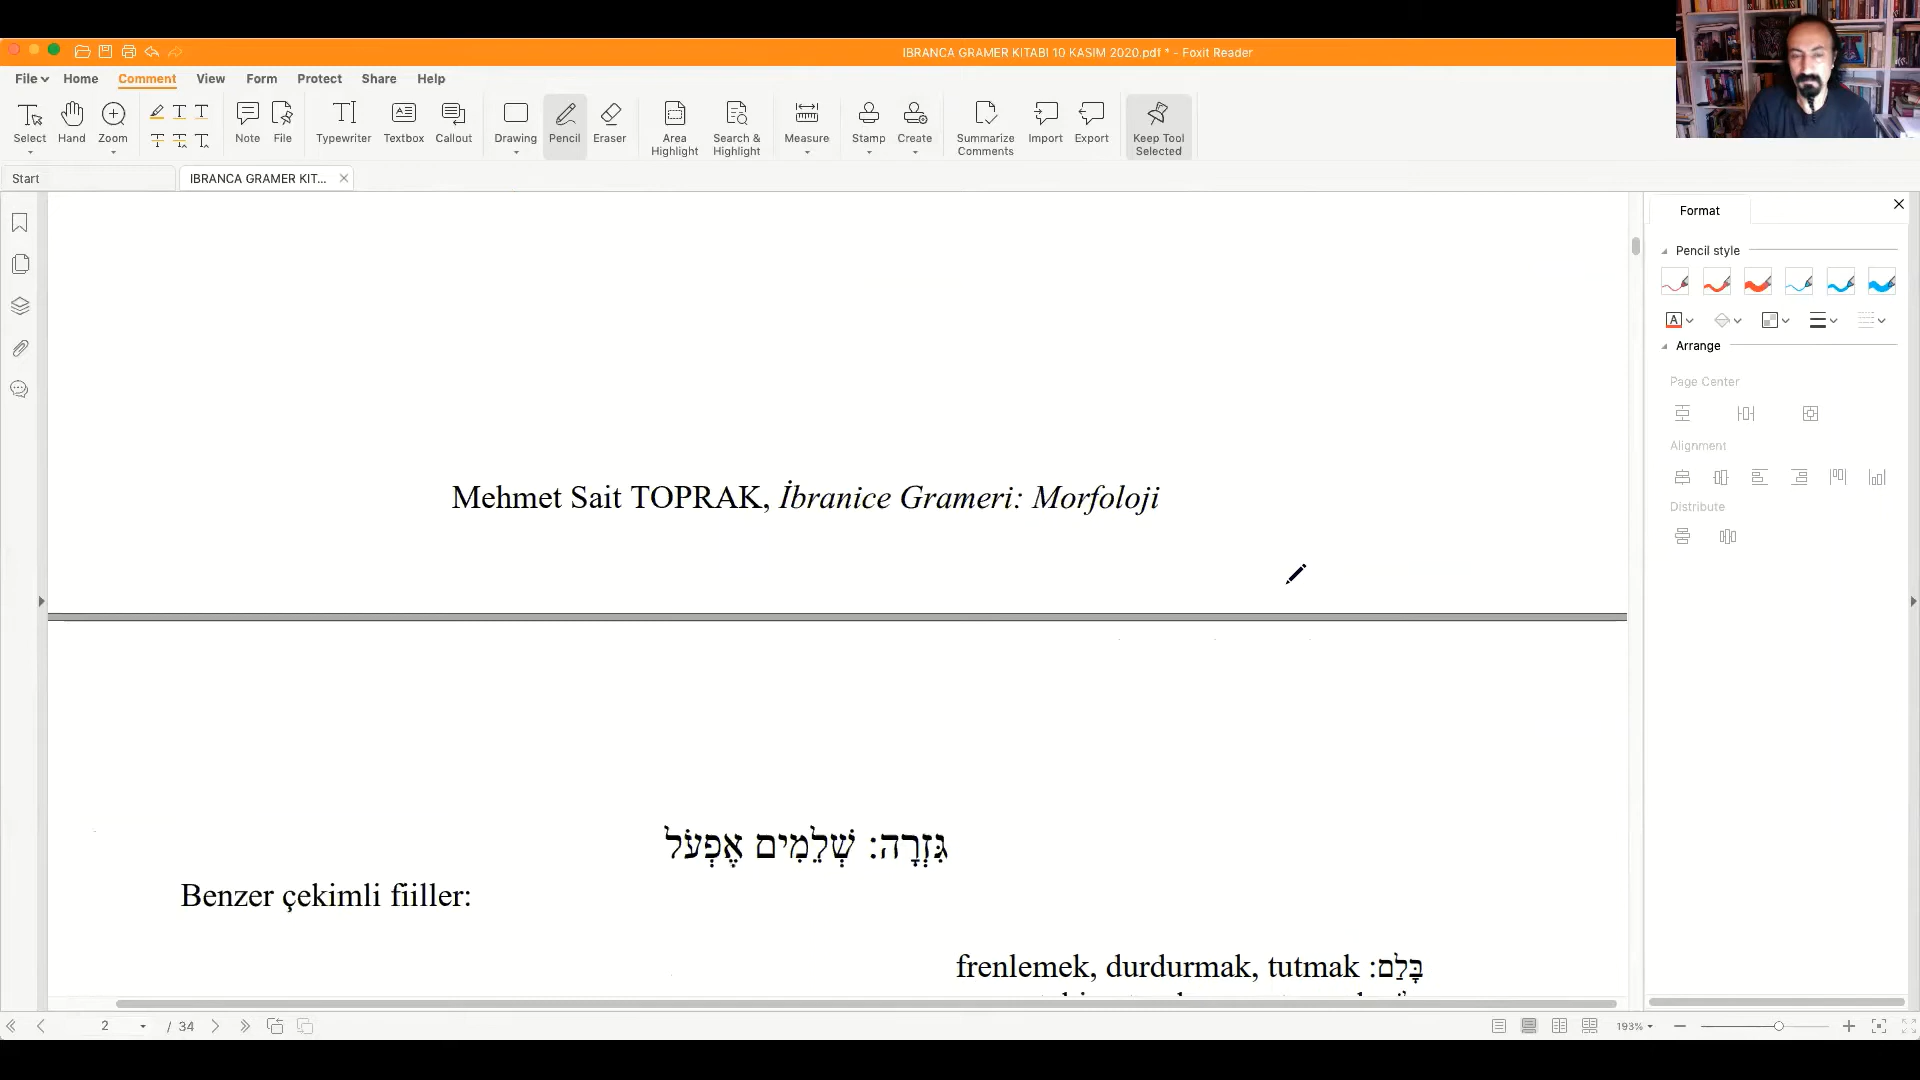 IBRANCA GRAMER KITABI 10 KASIM 2020.pdf * - Foxit Reader
File Home Comment View Form Protect Share Help
Select Hand Zoom Note File Typewriter Textbox Callout Drawing Pencil Eraser Area Highlight Search & Highlight Measure Stamp Create Summarize Comments Import Export Keep Tool Selected
Start IBRANCA GRAMER KIT...
Format
Pencil style
Arrange
Page Center
Alignment
Distribute
Mehmet Sait TOPRAK, İbranice Grameri: Morfoloji
גִּזְרָה: שְׁלֵמִים אֶפְעֹל
Benzer çekimli fiiller:
frenlemek, durdurmak, tutmak :בָּלַם
2 / 34 193%